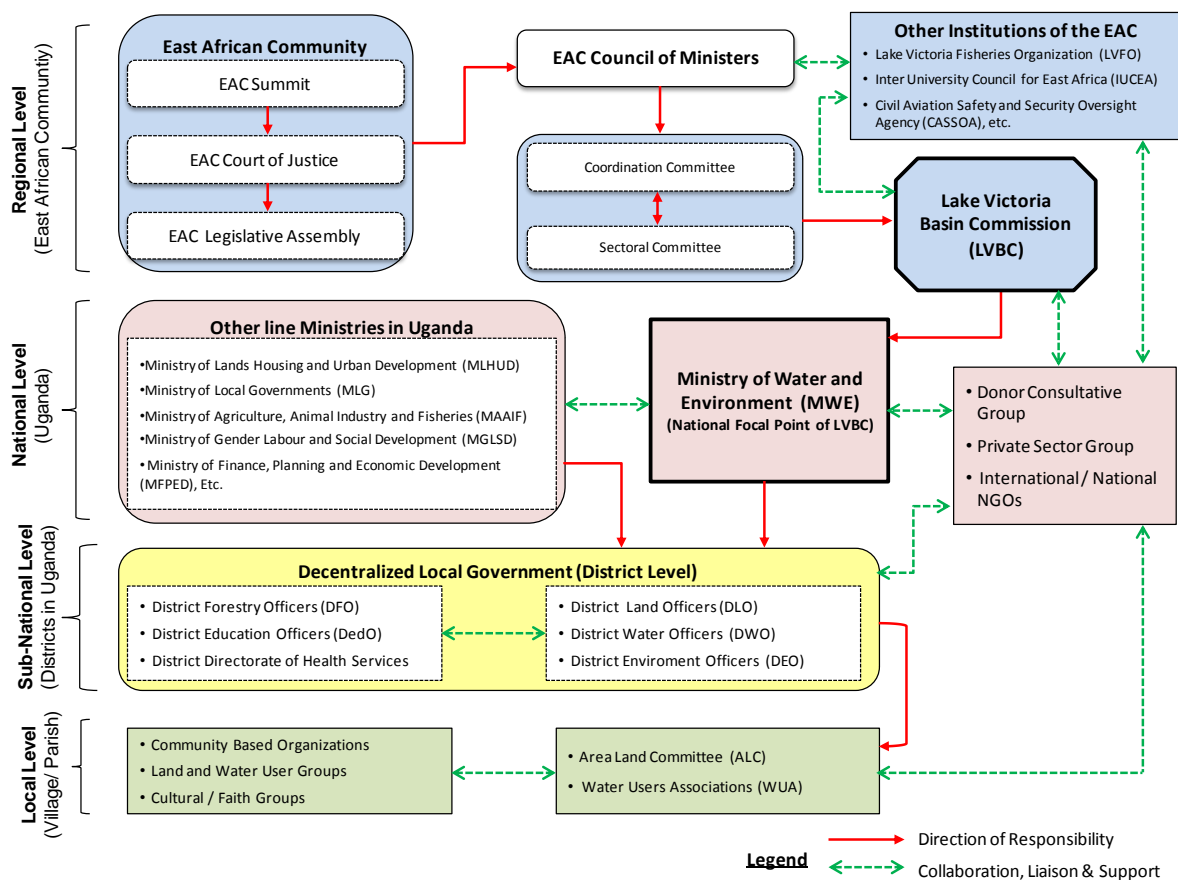 Regional Level
(East African Countiy)
East African Community
EAC Summit
EAC Court of Justice
EAC Legislative Assembly
EAC Council of Ministers
Coordination Committee
Sectoral Committee
Other Institutions of the EAC
• Lake Victoria Fisheries Organization (LVFO)
• Inter University Council for East Africa (IUCEA)
• Civil Aviation Safety and Security Oversight
Agency (CASSOA), etc.
Lake Victoria
Basin Commission
(LVBC)
National Level
(Uganda)
Other line Ministries in Uganda
•Ministry of Lands Housing and Urban Development (MLHUD)
•Ministry of Local Governments (MLG)
•Ministry of Agriculture, Animal Industry and Fisheries (MAAIF)
•Ministry of Gender Labour and Social Development (MGLSD)
•Ministry of Finance, Planning and Economic Development
(MFPED), Etc.
Ministry of Water and
Environment (MWE)
(National Focal Point of LVBC)
• Donor Consultative
Group
• Private Sector Group
• International / National
NGOs
Sub-National Level
(Districts in Uganda)
Decentralized Local Government (District Level)
• District Forestry Officers (DFO)
• District Education Officers (DedO)
• District Directorate of Health Services
• District Land Officers (DLO)
• District Water Officers (DWO)
• District Enviroment Officers (DEO)
Local Level
(Village/ Parish)
• Community Based Organizations
• Land and Water User Groups
• Cultural / Faith Groups
• Area Land Committee (ALC)
• Water Users Associations (WUA)
Legend
Direction of Responsibility
Collaboration, Liaison & Support